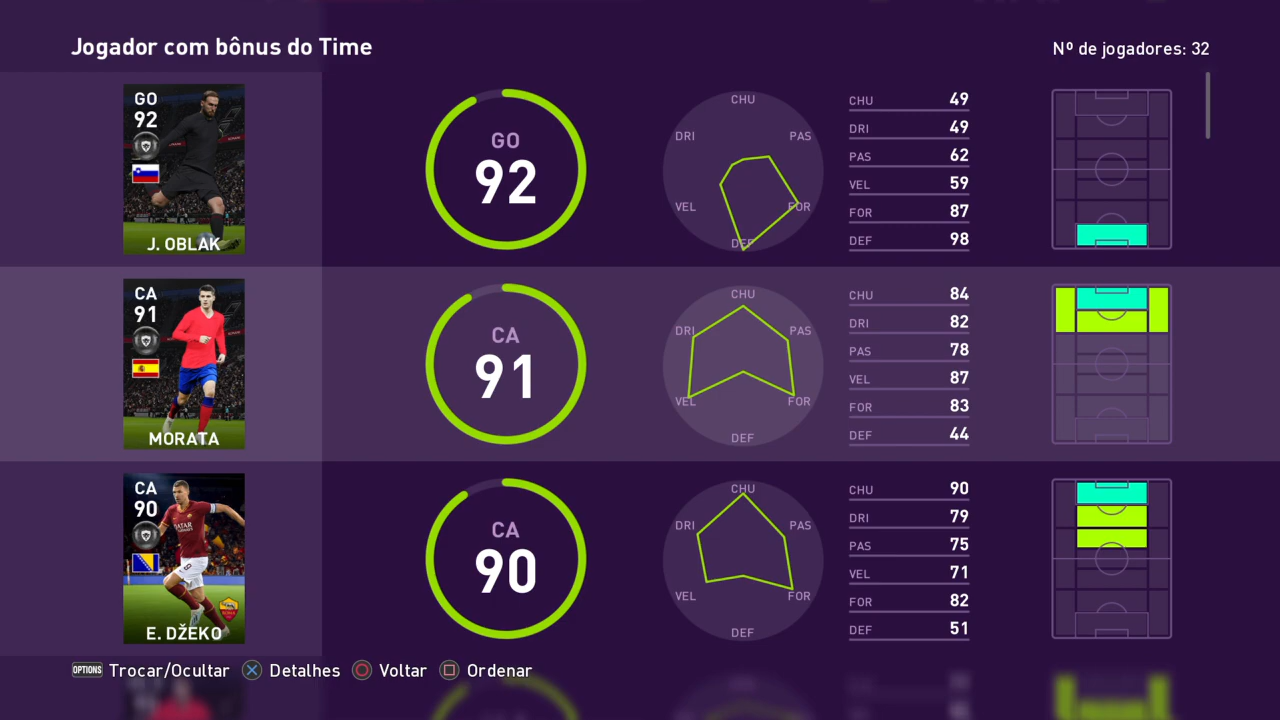 Jogador com bônus do Time
Nº de jogadores: 32
GO
92
J. OBLAK
GO
92
CHU
DRI
PAS
VEL
FOR
DEF
CHU 49
DRI 49
PAS 62
VEL 59
FOR 87
DEF 98
CA
91
MORATA
CA
91
CHU
DRI
PAS
VEL
FOR
DEF
CHU 84
DRI 82
PAS 78
VEL 87
FOR 83
DEF 44
CA
90
QATAR
AIRWAYS
9
ROMA
E. DŽEKO
CA
90
CHU
DRI
PAS
VEL
FOR
DEF
CHU 90
DRI 79
PAS 75
VEL 71
FOR 82
DEF 51
OPTIONS Trocar/Ocultar Detalhes Voltar Ordenar